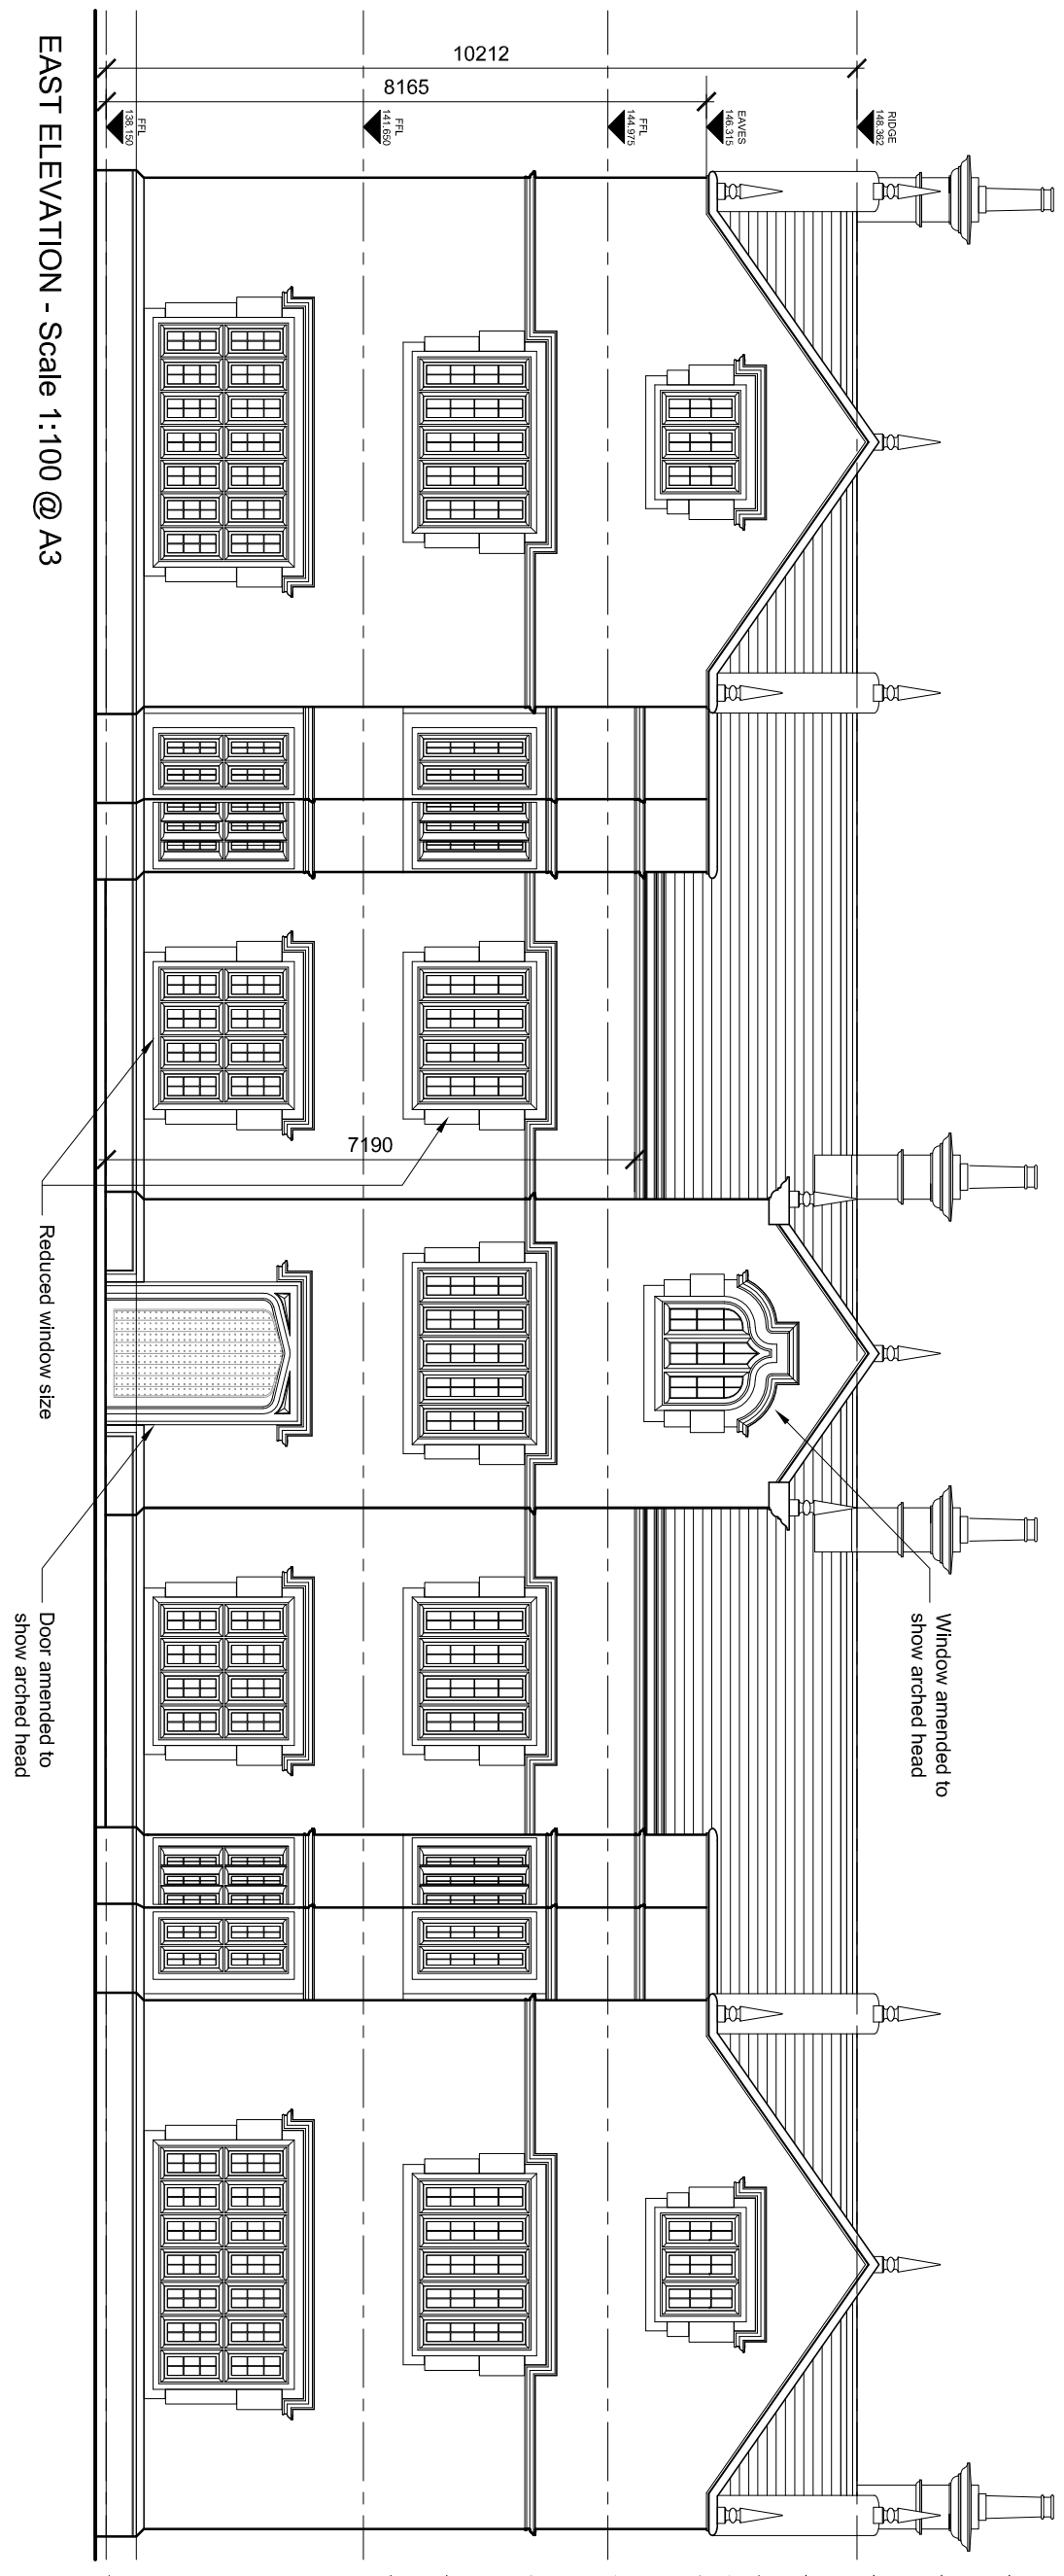 RIDGE
148.362
EAVES
146.315
FFL
144.975
FFL
141.650
FFL
138.150
10212
8165
7190
Window amended to
show arched head
Reduced window size
Door amended to
show arched head
EAST ELEVATION - Scale 1:100 @ A3